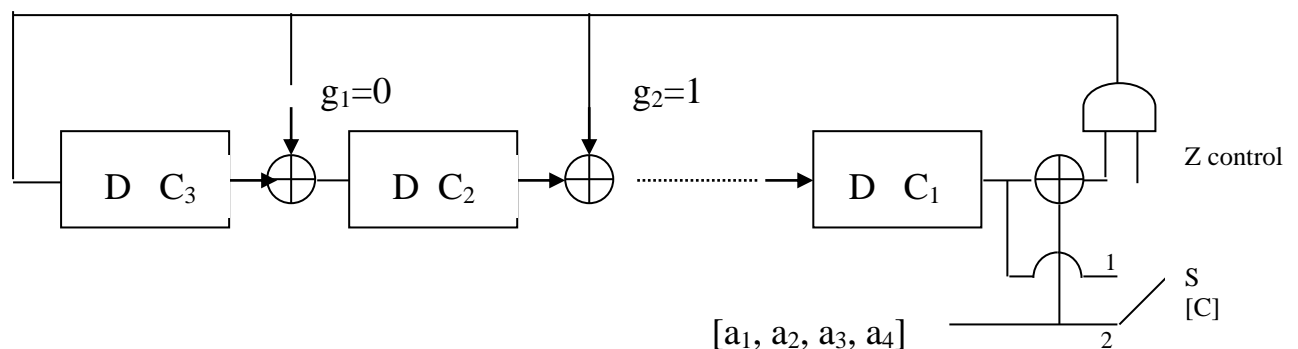 g₁=0
g₂=1
D C₃
D C₂
D C₁
Z control
1
S
[C]
[a₁, a₂, a₃, a₄]
2